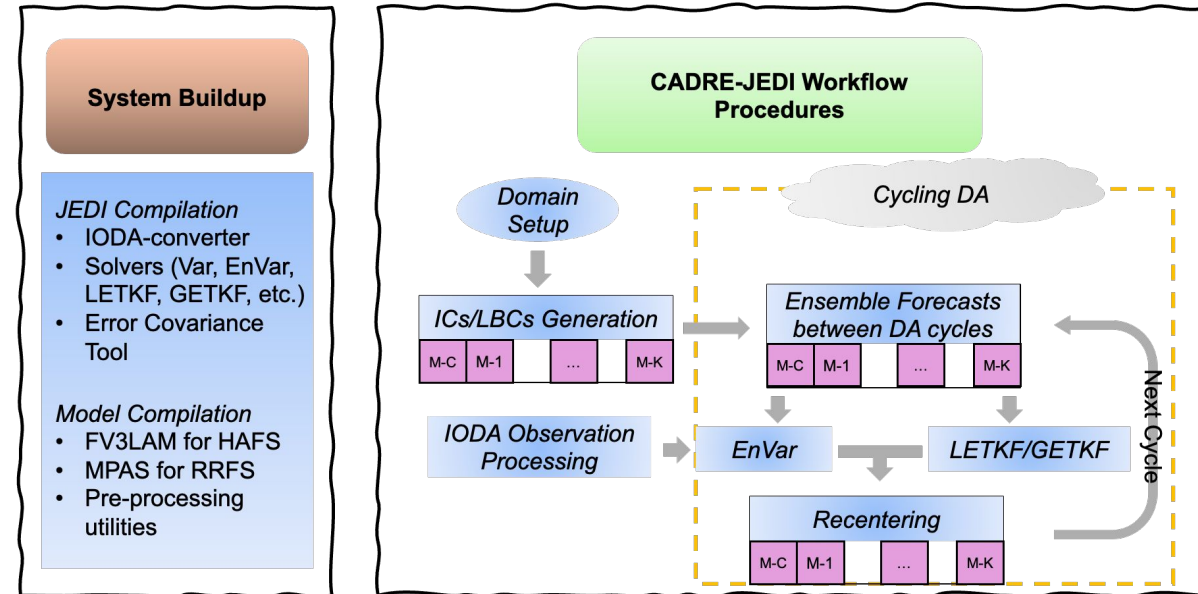 System Buildup
JEDI Compilation
• IODA-converter
• Solvers (Var, EnVar,
LETKF, GETKF, etc.)
• Error Covariance
Tool
Model Compilation
• FV3LAM for HAFS
• MPAS for RRFS
• Pre-processing
utilities
CADRE-JEDI Workflow
Procedures
Domain
Setup
Cycling DA
ICs/LBCs Generation
M-C M-1 ... M-K
Ensemble Forecasts
between DA cycles
M-C M-1 ... M-K
IODA Observation
Processing
EnVar
LETKF/GETKF
Next Cycle
Recentering
M-C M-1 ... M-K